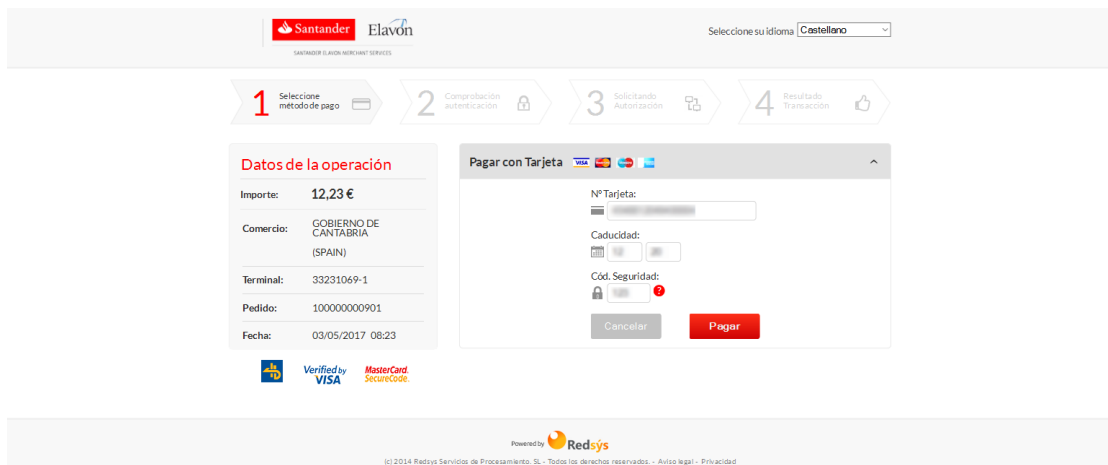 Santander Elavon
SANTANDER ELAVON MERCHANT SERVICES
Seleccione su idioma Castellano
1 Seleccione
método de pago
2 Comprobación
autenticación
3 Solicitando
Autorización
4 Resultado
Transacción
Datos de la operación
Importe: 12,23 €
Comercio: GOBIERNO DE
CANTABRIA
(SPAIN)
Terminal: 33231069-1
Pedido: 100000000901
Fecha: 03/05/2017 08:23
Pagar con Tarjeta VISA
Nº Tarjeta:
Caducidad:
Cód. Seguridad:
?
Cancelar Pagar
Verified by
VISA
MasterCard.
SecureCode.
Powered by Redsýs
(c) 2014 Redsys Servicios de Procesamiento. SL - Todos los derechos reservados. - Aviso legal - Privacidad